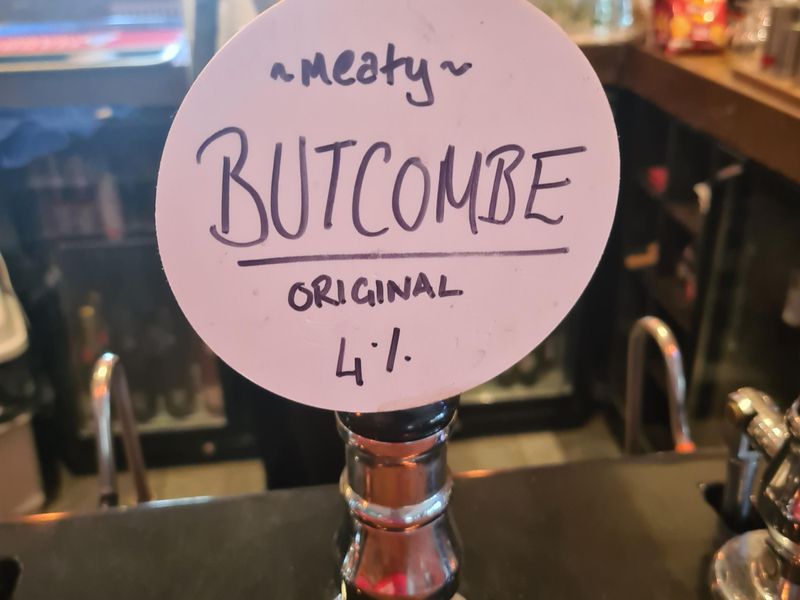 ~Meaty~
BUTCOMBE
ORIGINAL
4%